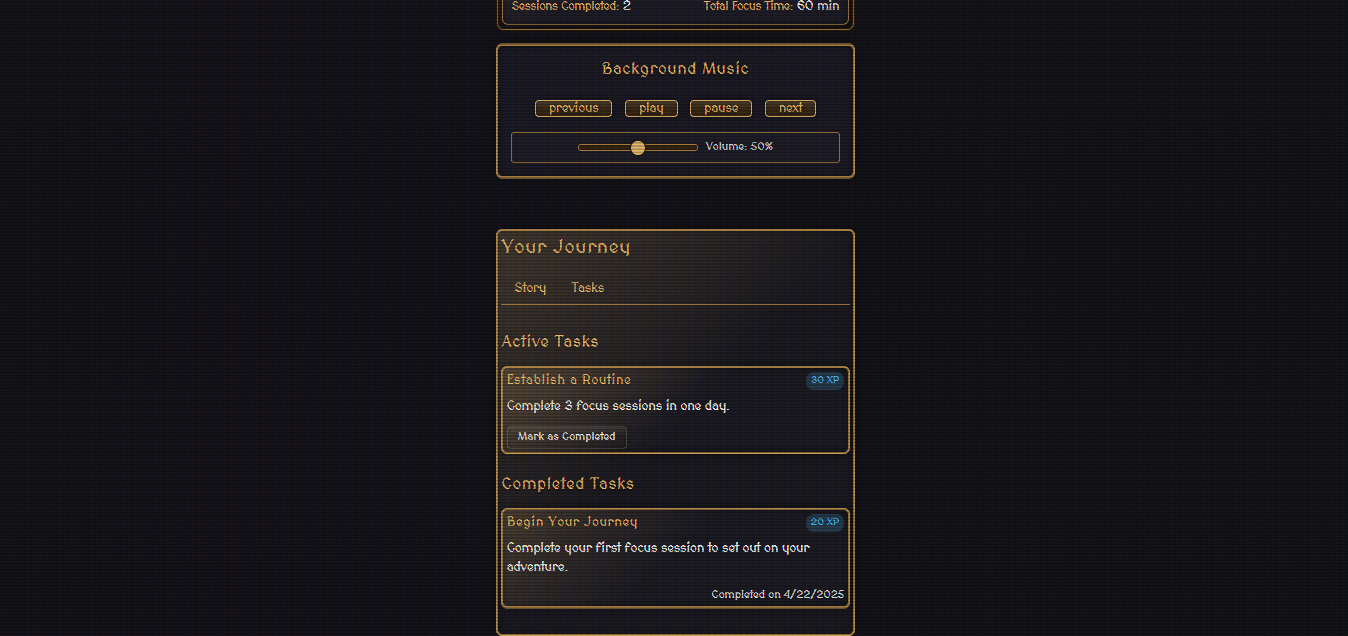 Sessions Completed: 2 Total Focus Time: 60 min
Background Music
previous play pause next
Volume: 50%
Your Journey
Story Tasks
Active Tasks
Establish a Routine 30 XP
Complete 3 focus sessions in one day.
Mark as Completed
Completed Tasks
Begin Your Journey 20 XP
Complete your first focus session to set out on your
adventure.
Completed on 4/22/2025